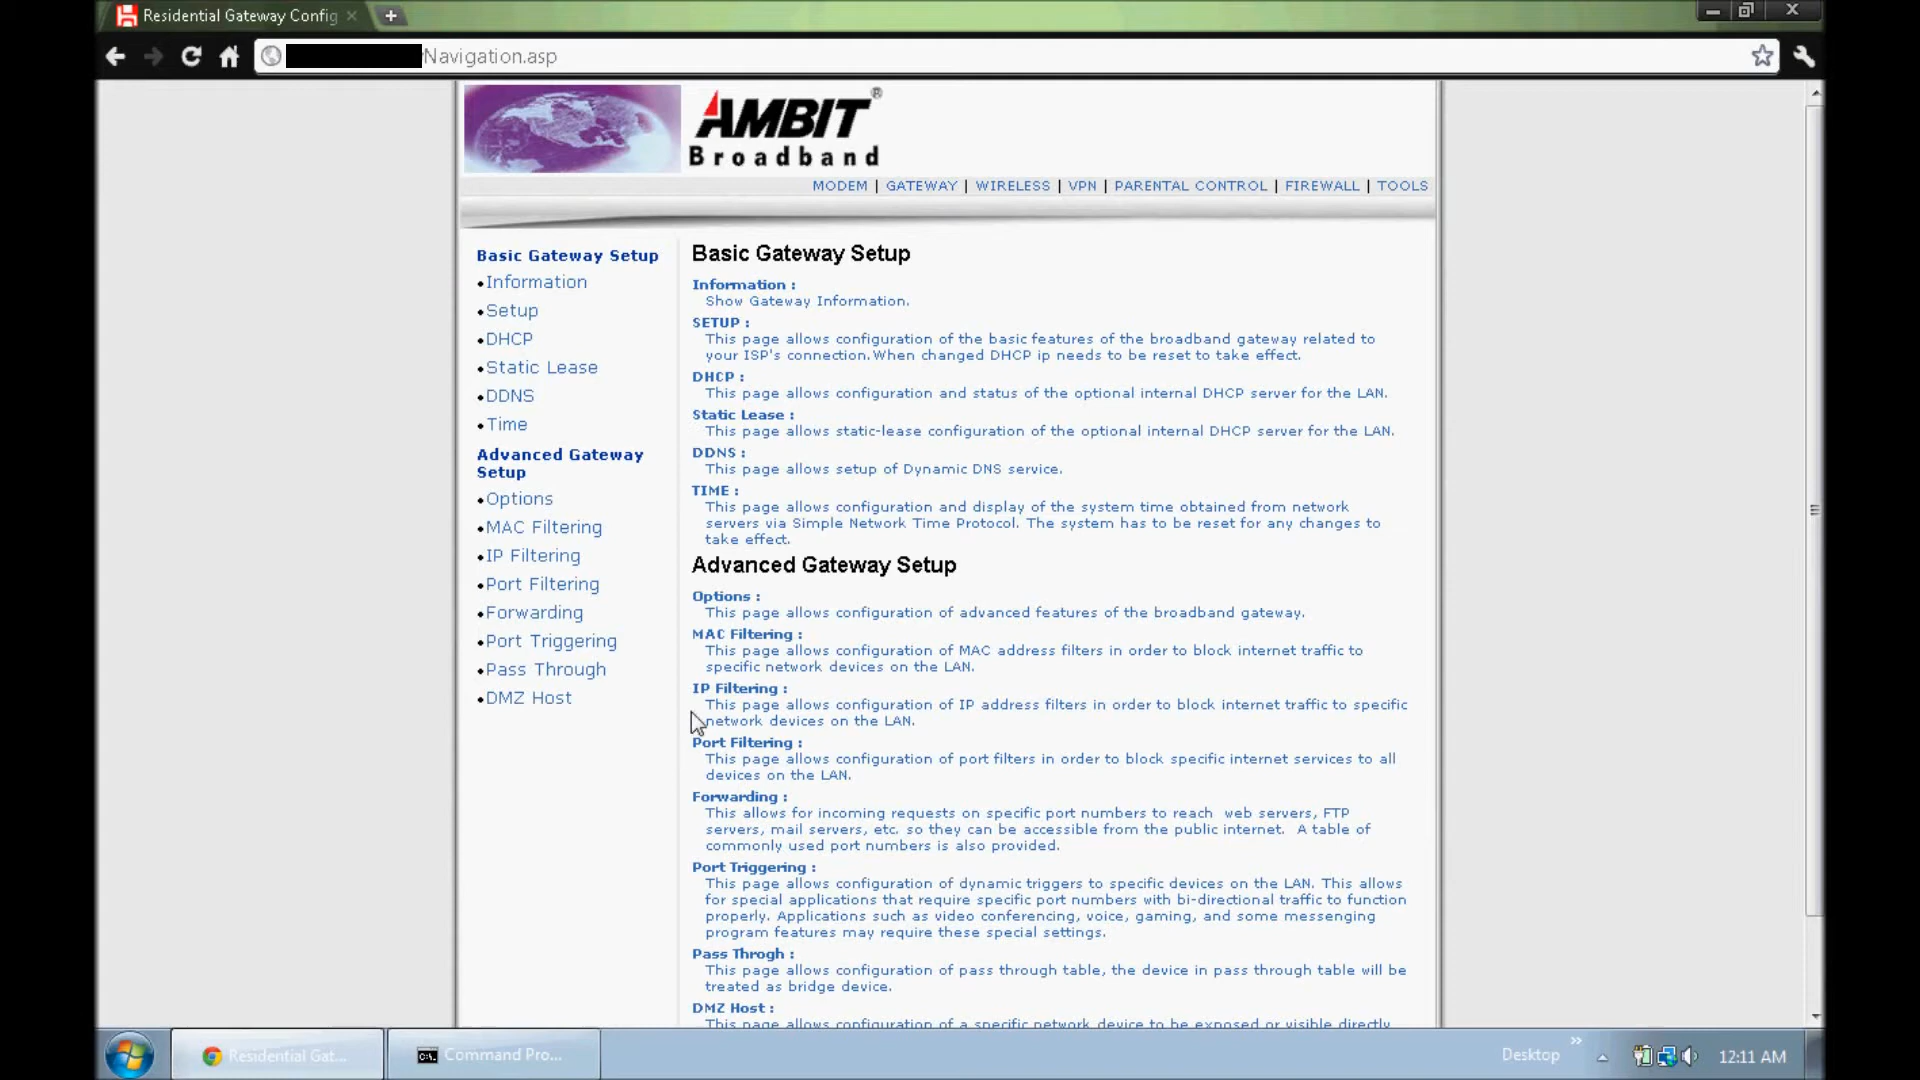 Residential Gateway Config
Navigation.asp
AMBIT®
Broadband
MODEM | GATEWAY | WIRELESS | VPN | PARENTAL CONTROL | FIREWALL | TOOLS
Basic Gateway Setup
Information
Setup
DHCP
Static Lease
DDNS
Time
Advanced Gateway
Setup
Options
MAC Filtering
IP Filtering
Port Filtering
Forwarding
Port Triggering
Pass Through
DMZ Host
Basic Gateway Setup
Information :
Show Gateway Information.
SETUP :
This page allows configuration of the basic features of the broadband gateway related to
your ISP's connection.When changed DHCP ip needs to be reset to take effect.
DHCP :
This page allows configuration and status of the optional internal DHCP server for the LAN.
Static Lease :
This page allows static-lease configuration of the optional internal DHCP server for the LAN.
DDNS :
This page allows setup of Dynamic DNS service.
TIME :
This page allows configuration and display of the system time obtained from network
servers via Simple Network Time Protocol. The system has to be reset for any changes to
take effect.
Advanced Gateway Setup
Options :
This page allows configuration of advanced features of the broadband gateway.
MAC Filtering :
This page allows configuration of MAC address filters in order to block internet traffic to
specific network devices on the LAN.
IP Filtering :
This page allows configuration of IP address filters in order to block internet traffic to specific
network devices on the LAN.
Port Filtering :
This page allows configuration of port filters in order to block specific internet services to all
devices on the LAN.
Forwarding :
This allows for incoming requests on specific port numbers to reach web servers, FTP
servers, mail servers, etc. so they can be accessible from the public internet. A table of
commonly used port numbers is also provided.
Port Triggering :
This page allows configuration of dynamic triggers to specific devices on the LAN. This allows
for special applications that require specific port numbers with bi-directional traffic to function
properly. Applications such as video conferencing, voice, gaming, and some messenging
program features may require these special settings.
Pass Throgh :
This page allows configuration of pass through table, the device in pass through table will be
treated as bridge device.
DMZ Host :
This page allows configuration of a specific network device to be exposed or visible directly
Residential Gat...
Command Pro...
Desktop
12:11 AM